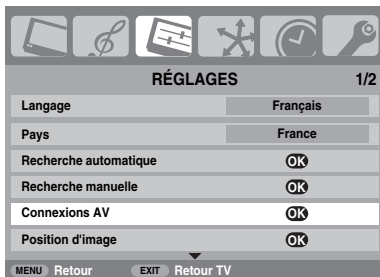 RÉGLAGES 1/2
Langage Français
Pays France
Recherche automatique OK
Recherche manuelle OK
Connexions AV OK
Position d'image OK
MENU Retour EXIT Retour TV